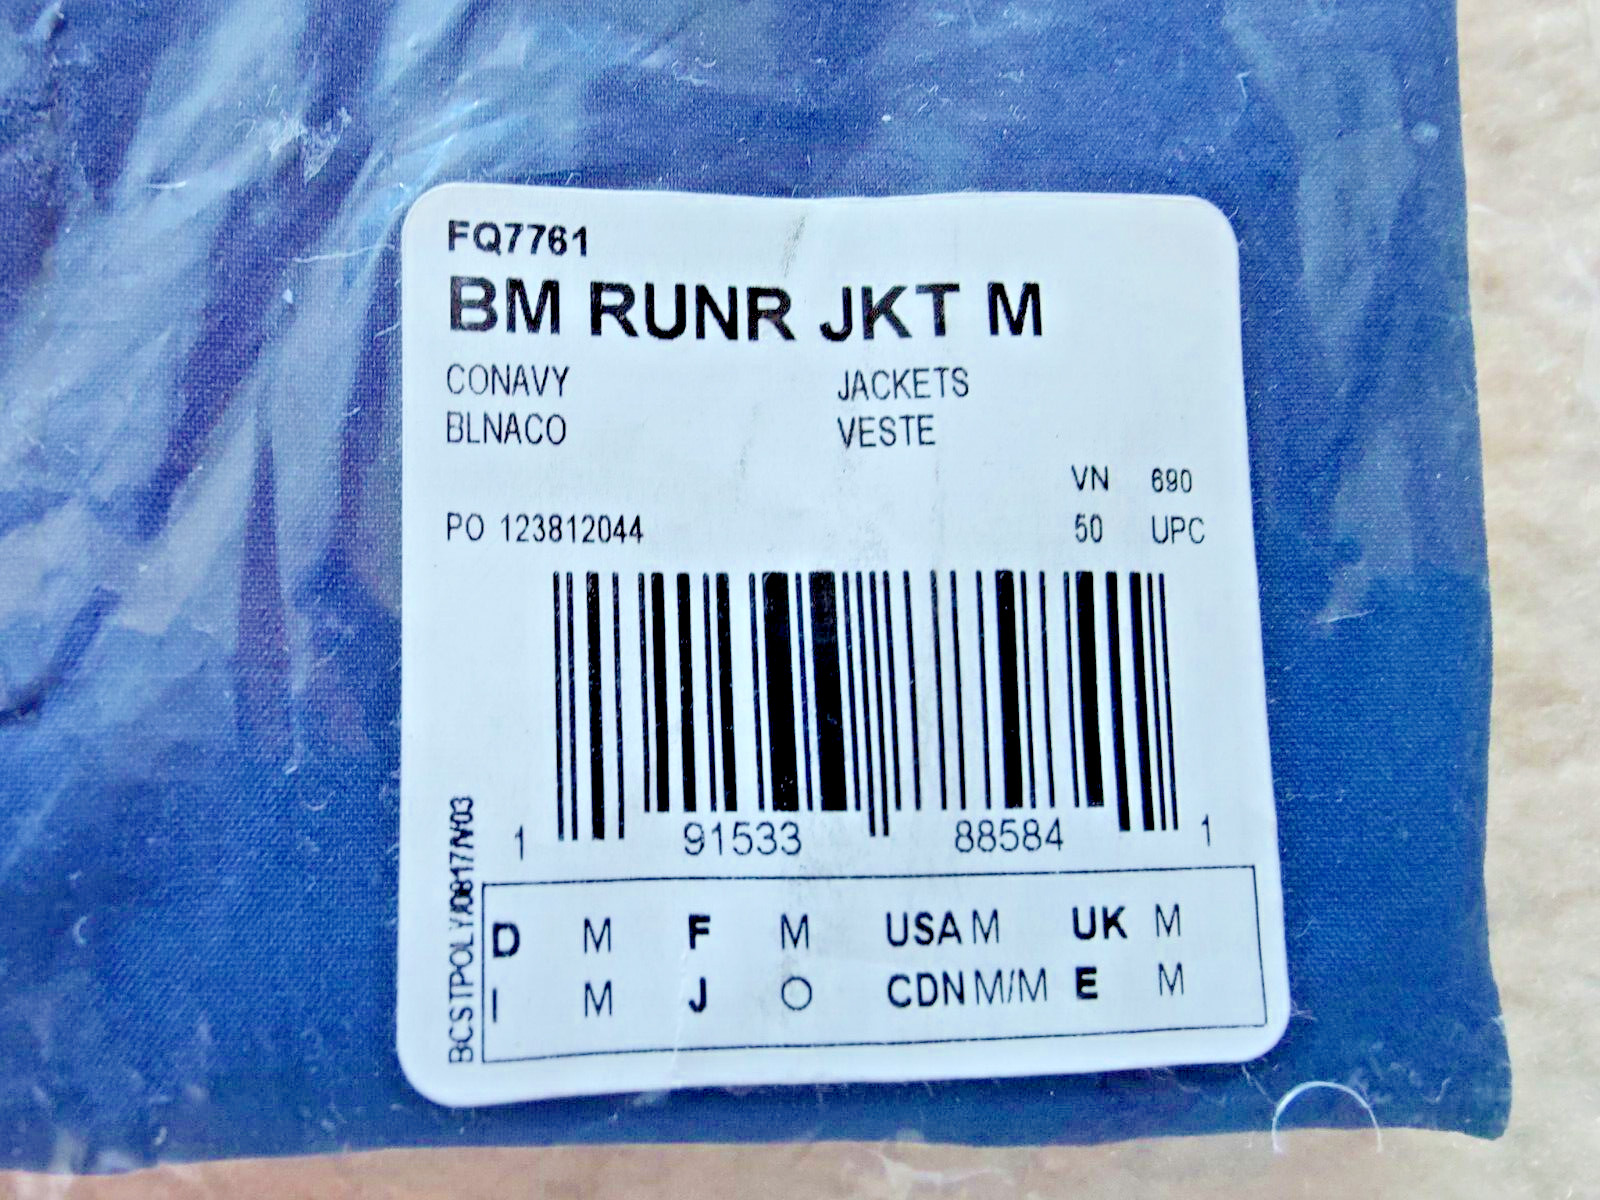 FQ7761
BM RUNR JKT M
CONAVY JACKETS
BLNACO VESTE
VN 690
PO 123812044 50 UPC
1 91533 88584 1
BCSTPOLY/0817/V03
D M F M USA M UK M
I M J O CDN M/M E M